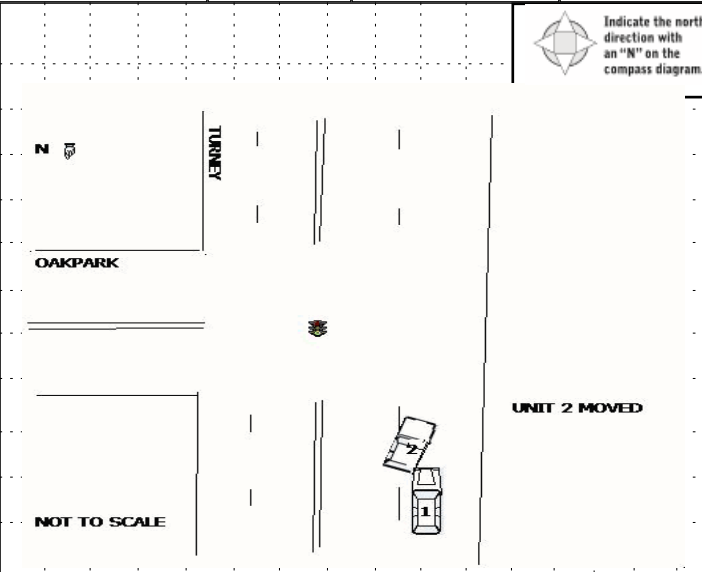 Indicate the north
direction with
an “N” on the
compass diagram.
N
TURNEY
OAKPARK
UNIT 2 MOVED
2
1
NOT TO SCALE